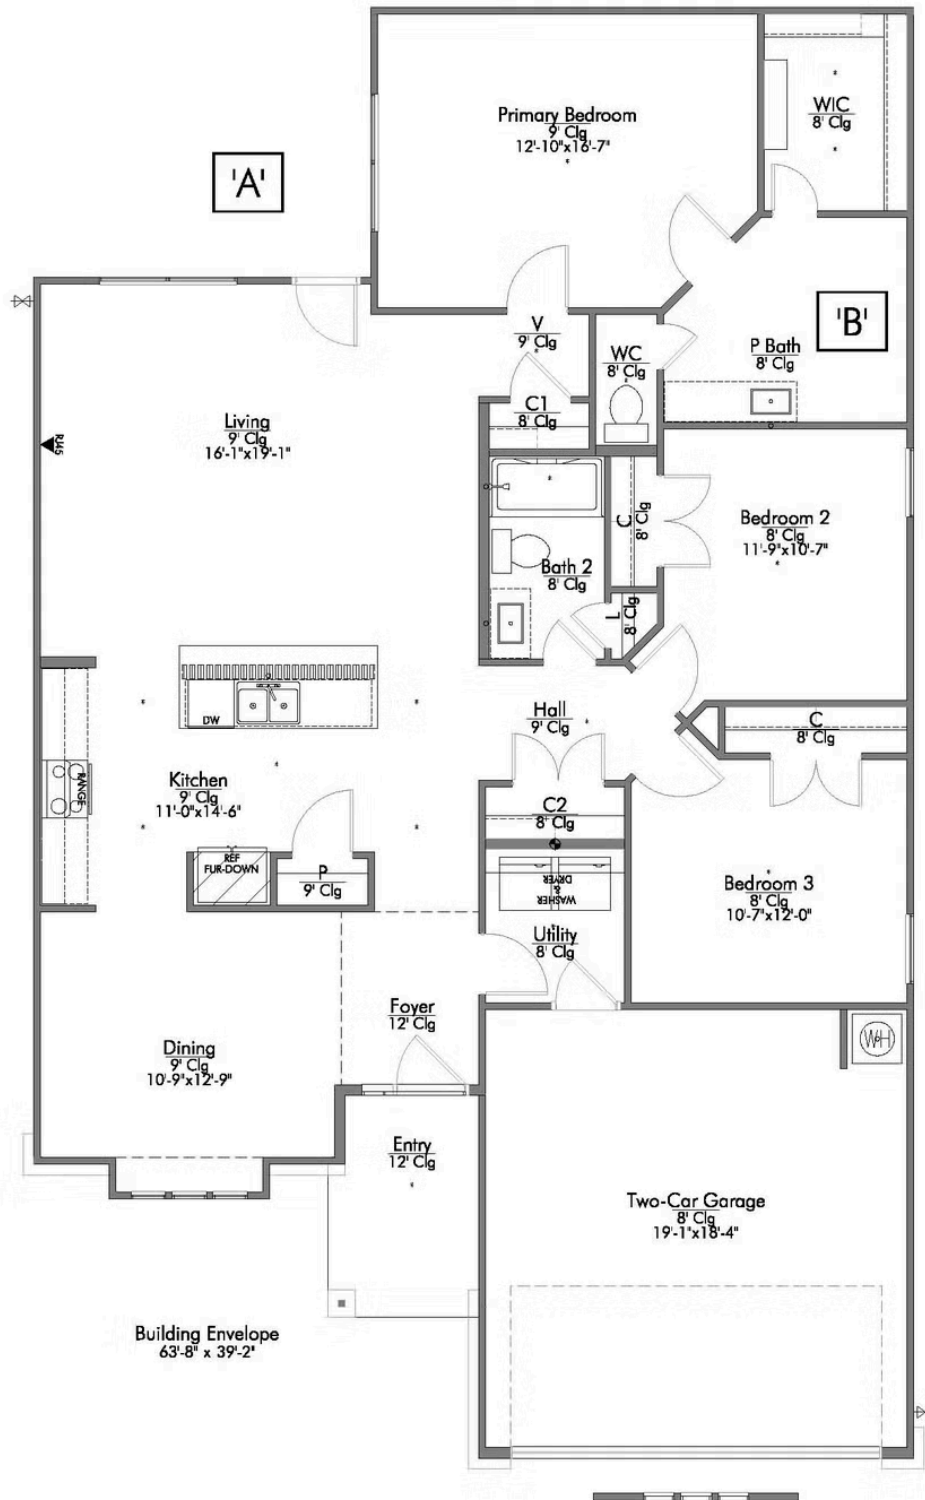 Primary Bedroom
9' Clg
12'-10"x16'-7"
WIC
8' Clg
'A'
'B'
V
9' Clg
WC
8' Clg
P Bath
8' Clg
C1
8' Clg
Living
9' Clg
16'-1"x19'-1"
RJ45
C
8' Clg
Bedroom 2
8' Clg
11'-9"x10'-7"
Bath 2
8' Clg
L
8' Clg
DW
Hall
9' Clg
C
8' Clg
Kitchen
9' Clg
11'-0"x14'-6"
RANGE
C2
8' Clg
REF
FUR-DOWN
P
9' Clg
WASHER
&
DRYER
Bedroom 3
8' Clg
10'-7"x12'-0"
Utility
8' Clg
Foyer
12' Clg
WH
Dining
9' Clg
10'-9"x12'-9"
Entry
12' Clg
Two-Car Garage
8' Clg
19'-1"x18'-4"
Building Envelope
63'-8" x 39'-2"